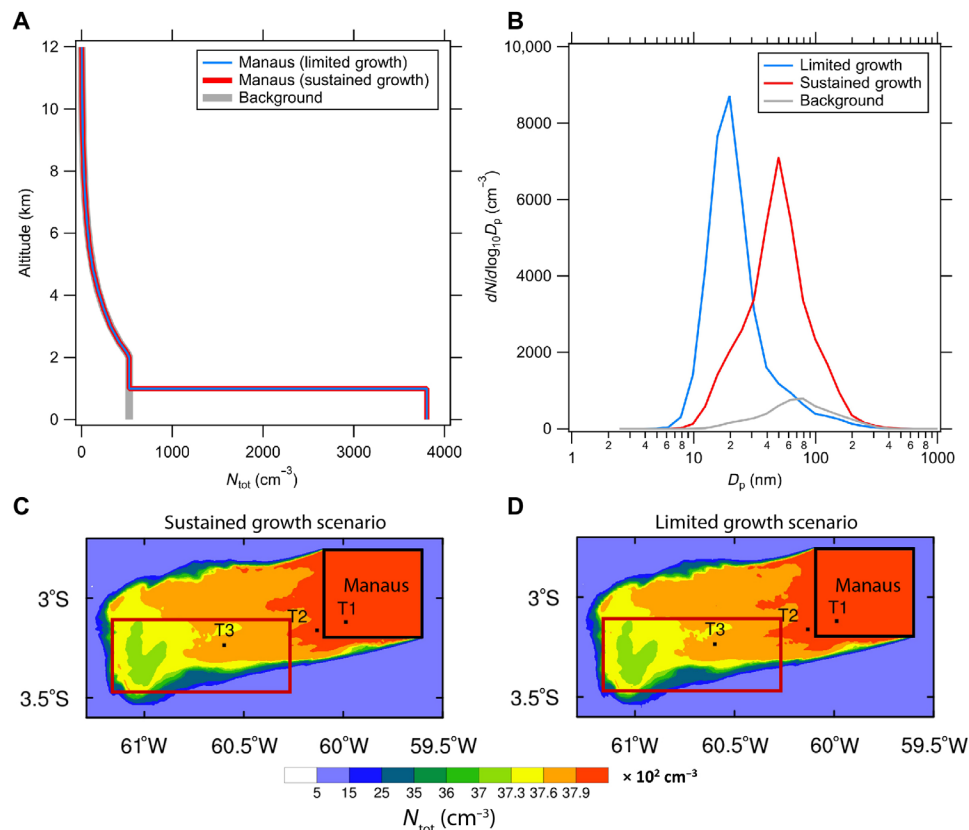 A
Manaus (limited growth)
Manaus (sustained growth)
Background
12
10
8
6
4
2
0
Altitude (km)
0 1000 2000 3000 4000
Ntot (cm−3)
B
Limited growth
Sustained growth
Background
10,000
8000
6000
4000
2000
0
dN/dlog10Dp (cm−3)
2 4 6 8 2 4 6 8 2 4 6 8
1 10 100 1000
Dp (nm)
C
Sustained growth scenario
Manaus
T1
T2
T3
3°S
3.5°S
61°W 60.5°W 60°W 59.5°W
D
Limited growth scenario
Manaus
T1
T2
T3
61°W 60.5°W 60°W 59.5°W
× 10² cm−3
5 15 25 35 36 37 37.3 37.6 37.9
Ntot (cm−3)